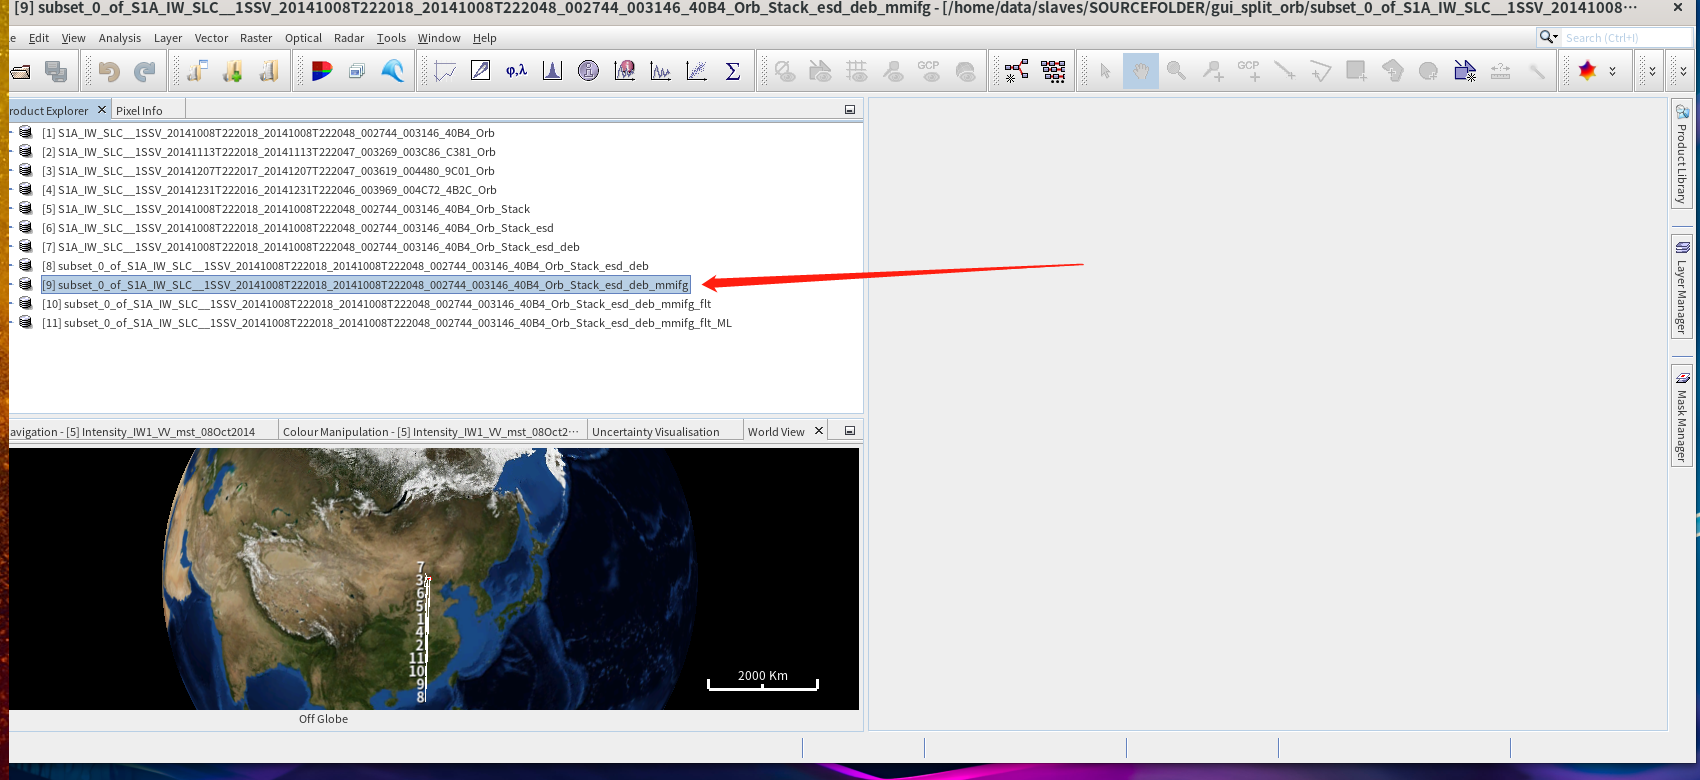 [9] subset_0_of_S1A_IW_SLC__1SSV_20141008T222018_20141008T222048_002744_003146_40B4_Orb_Stack_esd_deb_mmifg - [/home/data/slaves/SOURCEFOLDER/gui_split_orb/subset_0_of_S1A_IW_SLC__1SSV_20141008···
e Edit View Analysis Layer Vector Raster Optical Radar Tools Window Help Search (Ctrl+I)
φ,λ Σ GCP GCP
roduct Explorer Pixel Info
[1] S1A_IW_SLC__1SSV_20141008T222018_20141008T222048_002744_003146_40B4_Orb
[2] S1A_IW_SLC__1SSV_20141113T222018_20141113T222047_003269_003C86_C381_Orb
[3] S1A_IW_SLC__1SSV_20141207T222017_20141207T222047_003619_004480_9C01_Orb
[4] S1A_IW_SLC__1SSV_20141231T222016_20141231T222046_003969_004C72_4B2C_Orb
[5] S1A_IW_SLC__1SSV_20141008T222018_20141008T222048_002744_003146_40B4_Orb_Stack
[6] S1A_IW_SLC__1SSV_20141008T222018_20141008T222048_002744_003146_40B4_Orb_Stack_esd
[7] S1A_IW_SLC__1SSV_20141008T222018_20141008T222048_002744_003146_40B4_Orb_Stack_esd_deb
[8] subset_0_of_S1A_IW_SLC__1SSV_20141008T222018_20141008T222048_002744_003146_40B4_Orb_Stack_esd_deb
[9] subset_0_of_S1A_IW_SLC__1SSV_20141008T222018_20141008T222048_002744_003146_40B4_Orb_Stack_esd_deb_mmifg
[10] subset_0_of_S1A_IW_SLC__1SSV_20141008T222018_20141008T222048_002744_003146_40B4_Orb_Stack_esd_deb_mmifg_flt
[11] subset_0_of_S1A_IW_SLC__1SSV_20141008T222018_20141008T222048_002744_003146_40B4_Orb_Stack_esd_deb_mmifg_flt_ML
avigation - [5] Intensity_IW1_VV_mst_08Oct2014 Colour Manipulation - [5] Intensity_IW1_VV_mst_08Oct2··· Uncertainty Visualisation World View
7
3
6
5
1
4
2
11
10
9
8
2000 Km
Off Globe
Product Library
Layer Manager
Mask Manager